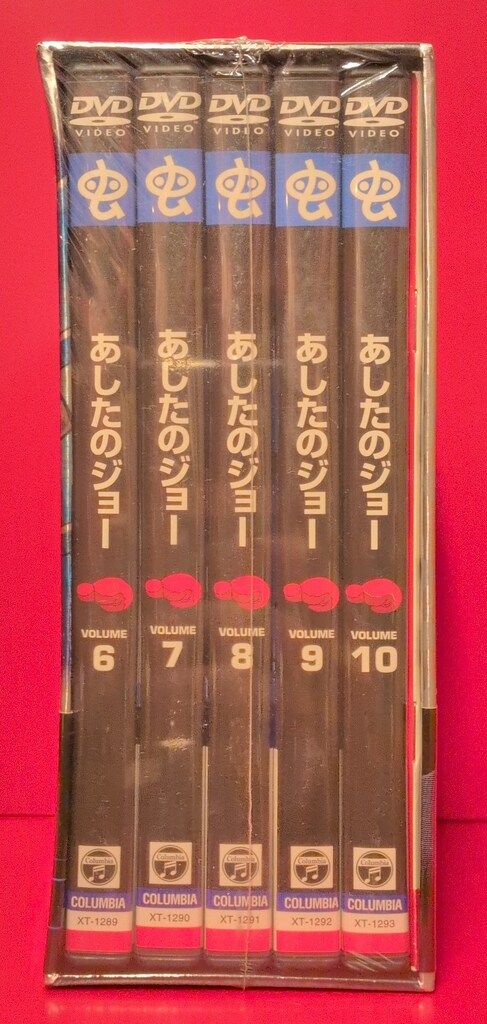 DVD
VIDEO
虫
あしたのジョー
VOLUME
6
Columbia
COLUMBIA
XT-1289
DVD
VIDEO
虫
あしたのジョー
VOLUME
7
Columbia
COLUMBIA
XT-1290
DVD
VIDEO
虫
あしたのジョー
VOLUME
8
Columbia
COLUMBIA
XT-1291
DVD
VIDEO
虫
あしたのジョー
VOLUME
9
Columbia
COLUMBIA
XT-1292
DVD
VIDEO
虫
あしたのジョー
VOLUME
10
Columbia
COLUMBIA
XT-1293